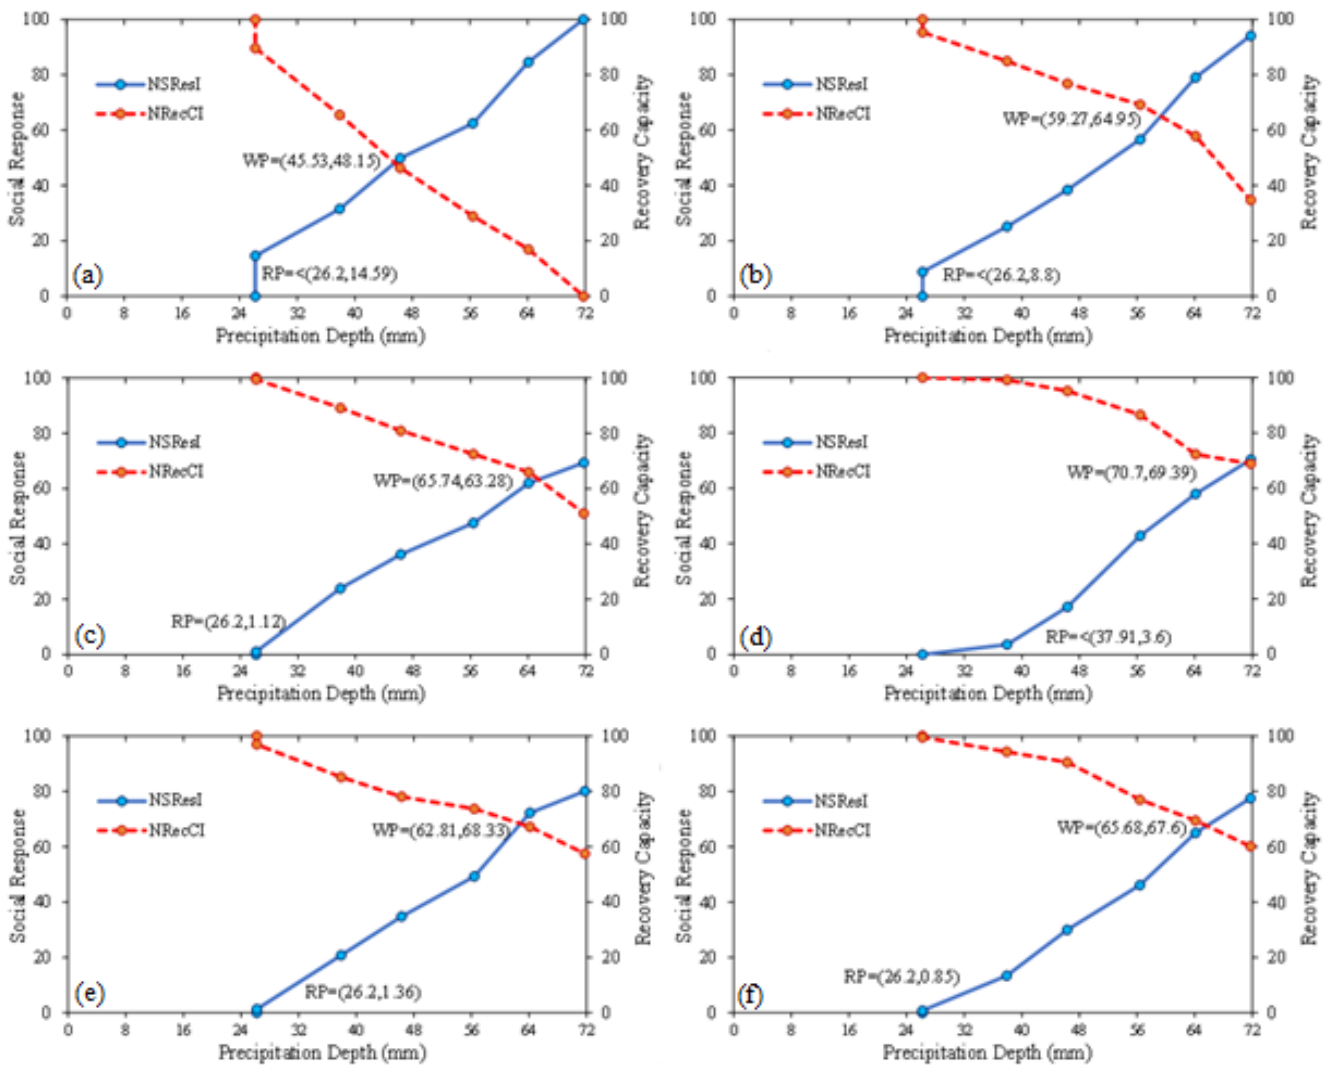 100 100 100 100
80 80 80 80
60 60 60 60
40 40 40 40
20 20 20 20
0 0 0 0
Social Response
Recovery Capacity
NSResI
NRecCI
WP=(45.53,48.15)
RP=<(26.2,14.59)
(a)
0 8 16 24 32 40 48 56 64 72
Precipitation Depth (mm)
Social Response
Recovery Capacity
NSResI
NRecCI
WP=(59.27,64.95)
RP=<(26.2,8.8)
(b)
0 8 16 24 32 40 48 56 64 72
Precipitation Depth (mm)
100 100 100 100
80 80 80 80
60 60 60 60
40 40 40 40
20 20 20 20
0 0 0 0
Social Response
Recovery Capacity
NSResI
NRecCI
WP=(65.74,63.28)
RP=(26.2,1.12)
(c)
0 8 16 24 32 40 48 56 64 72
Precipitation Depth (mm)
Social Response
Recovery Capacity
NSResI
NRecCI
WP=(70.7,69.39)
RP=<(37.91,3.6)
(d)
0 8 16 24 32 40 48 56 64 72
Precipitation Depth (mm)
100 100 100 100
80 80 80 80
60 60 60 60
40 40 40 40
20 20 20 20
0 0 0 0
Social Response
Recovery Capacity
NSResI
NRecCI
WP=(62.81,68.33)
RP=(26.2,1.36)
(e)
0 8 16 24 32 40 48 56 64 72
Precipitation Depth (mm)
Social Response
Recovery Capacity
NSResI
NRecCI
WP=(65.68,67.6)
RP=(26.2,0.85)
(f)
0 8 16 24 32 40 48 56 64 72
Precipitation Depth (mm)